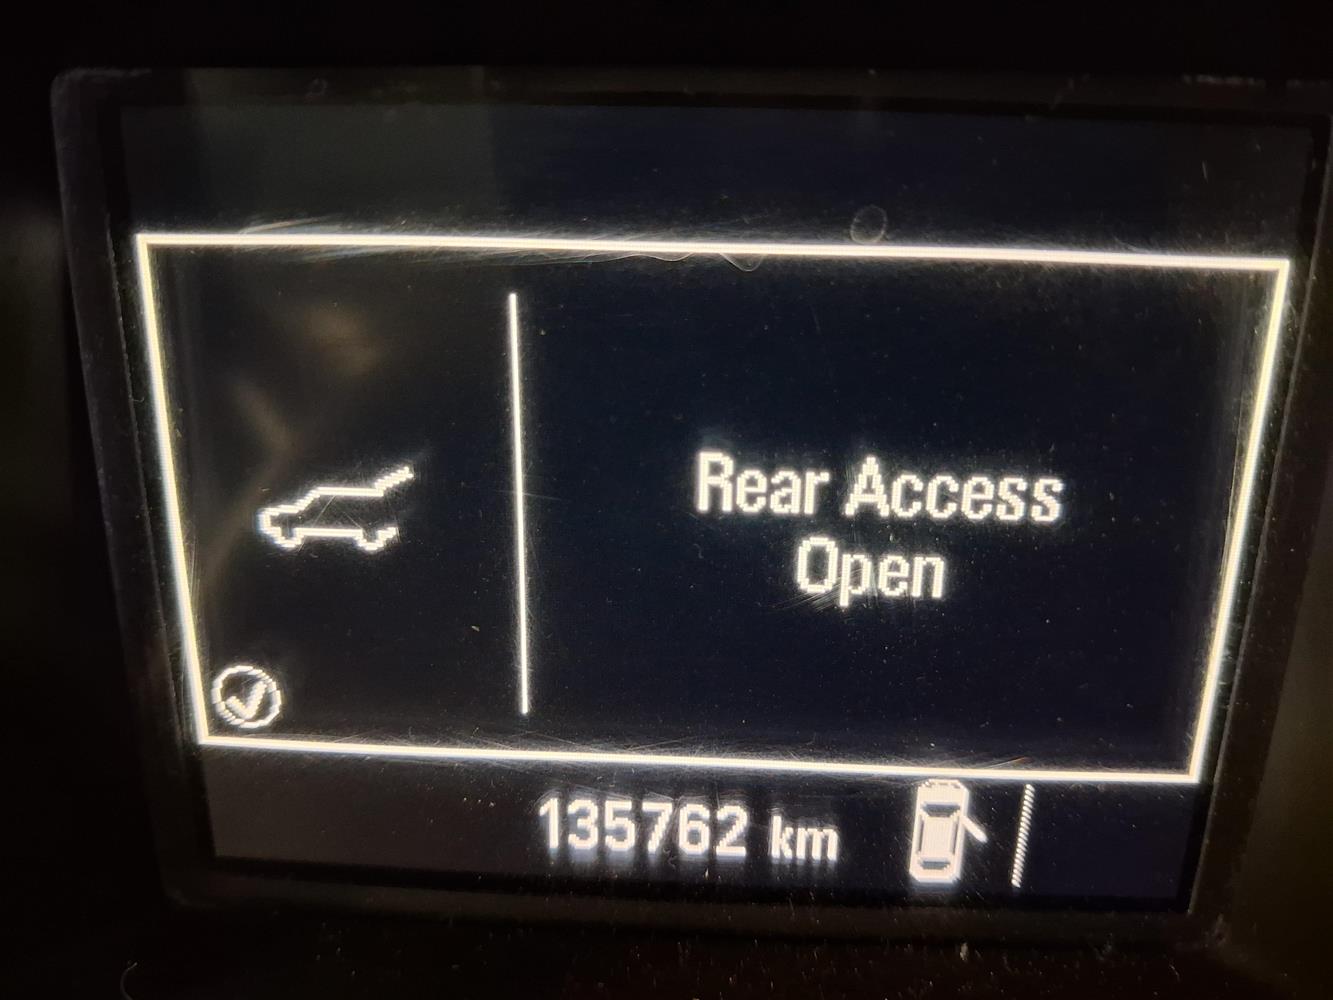 Rear Access
Open
135762 km